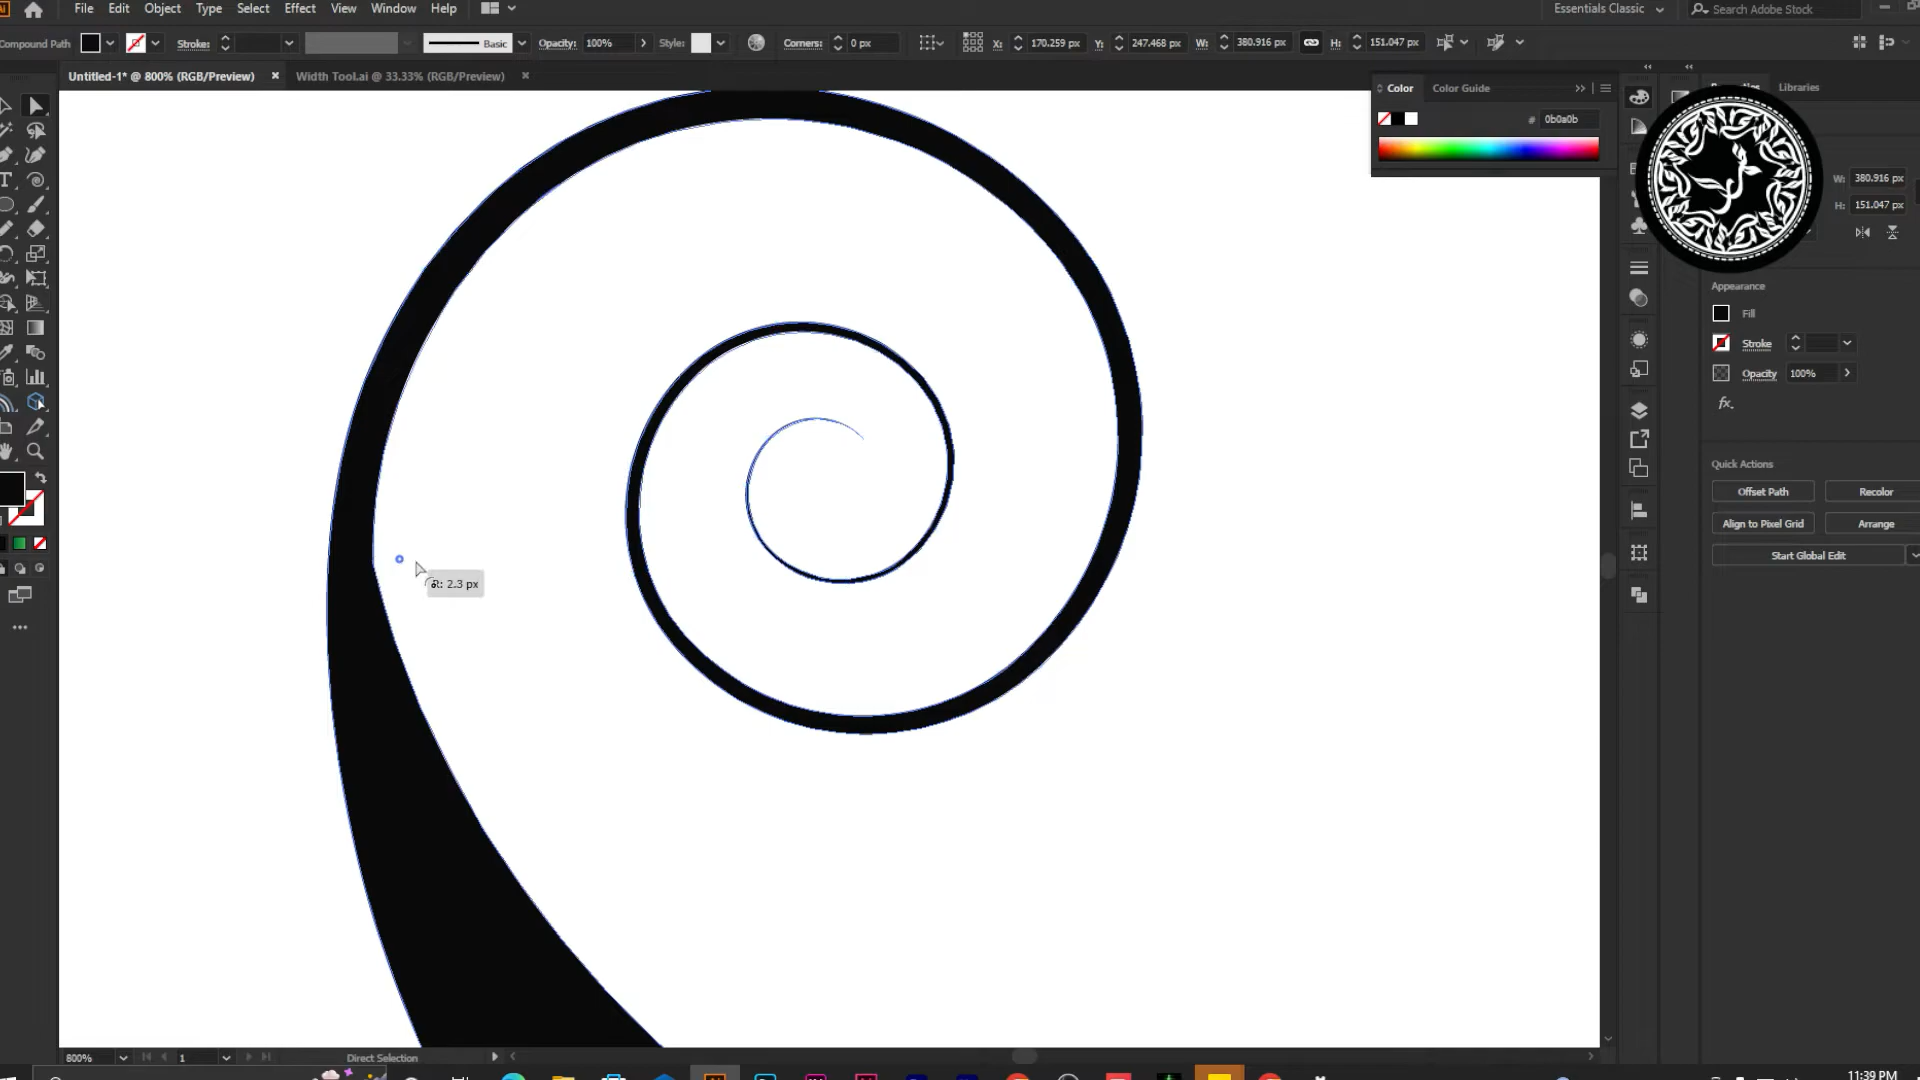 Ai File Edit Object Type Select Effect View Window Help Essentials Classic Search Adobe Stock
Compound Path Stroke: Basic Opacity: 100% Style: Corners: 0 px X: 170.259 px Y: 247.468 px W: 380.916 px H: 151.047 px
Untitled-1* @ 800% (RGB/Preview) × Width Tool.ai @ 33.33% (RGB/Preview) ×
Color Color Guide
# 0b0a0b
Libraries
W: 380.916 px
H: 151.047 px
Appearance
Fill
Stroke
Opacity 100%
fx.
Quick Actions
Offset Path Recolor
Align to Pixel Grid Arrange
Start Global Edit
R: 2.3 px
800% 1 Direct Selection
11:39 PM